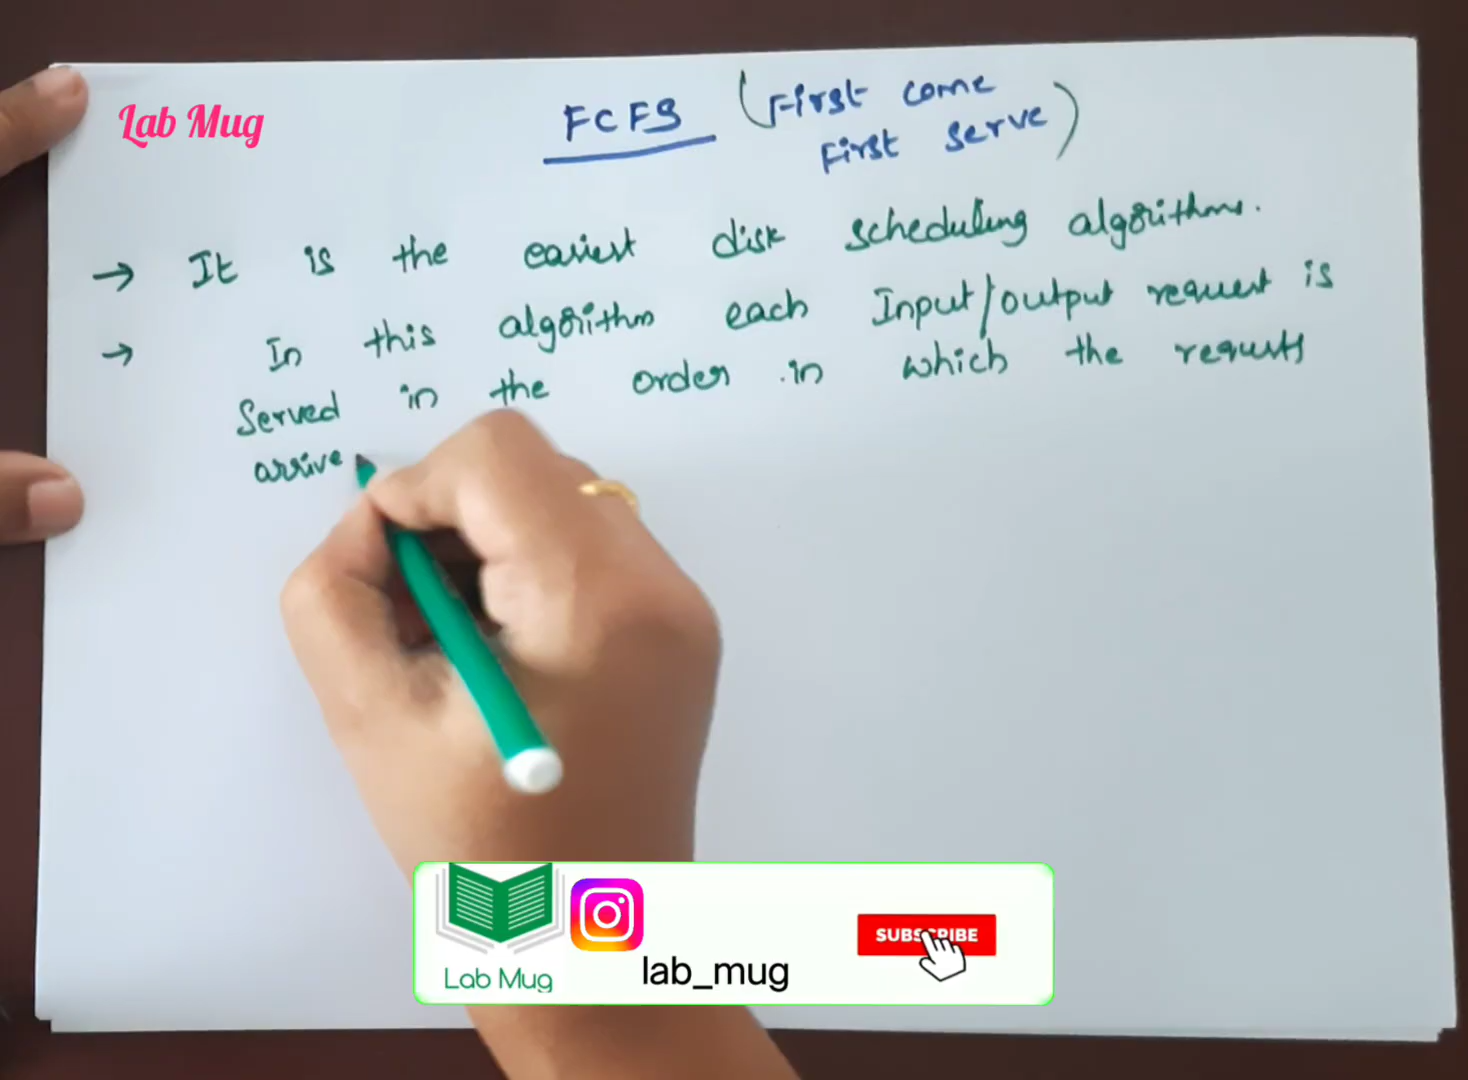 Lab Mug
FCFS (First come
First serve)
→ It is the easiest disk scheduling algorithm.
→ In this algorithm each Input/output request is
Served in the order in which the requests
arrive
Lab Mug
lab_mug
SUBSCRIBE